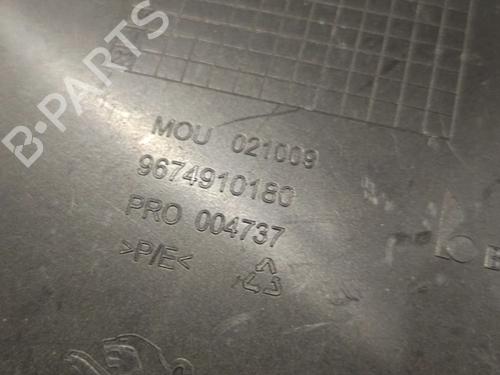 B-PARTS
MOU 021009
9674910180
PRO 004737
>P/E<